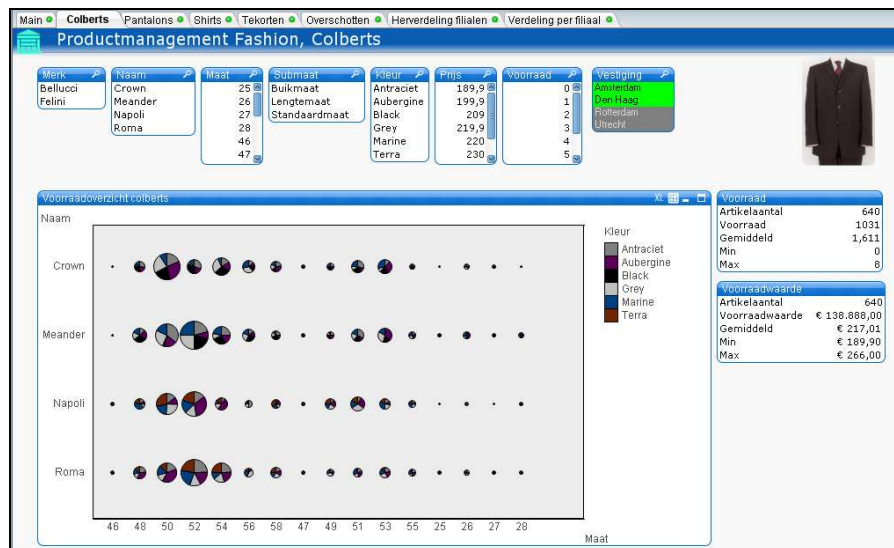 Main Colberts Pantalons Shirts Tekorten Overschotten Herverdeling filialen Verdeling per filiaal
Productmanagement Fashion, Colberts
Merk
Bellucci
Felini
Naam
Crown
Meander
Napoli
Roma
Maat
25
26
27
28
46
47
Submaat
Buikmaat
Lengtemaat
Standaardmaat
Kleur
Antraciet
Aubergine
Black
Grey
Marine
Terra
Prijs
189,9
199,9
209
219,9
220
230
Voorraad
0
1
2
3
4
5
Vestiging
Amsterdam
Den Haag
Rotterdam
Utrecht
Voorraadoverzicht colberts XL
Naam
Crown
Meander
Napoli
Roma
46 48 50 52 54 56 58 47 49 51 53 55 25 26 27 28
Maat
Kleur
Antraciet
Aubergine
Black
Grey
Marine
Terra
Voorraad
Artikelaantal 640
Voorraad 1031
Gemiddeld 1,611
Min 0
Max 8
Voorraadwaarde
Artikelaantal 640
Voorraadwaarde € 138.888,00
Gemiddeld € 217,01
Min € 189,90
Max € 266,00